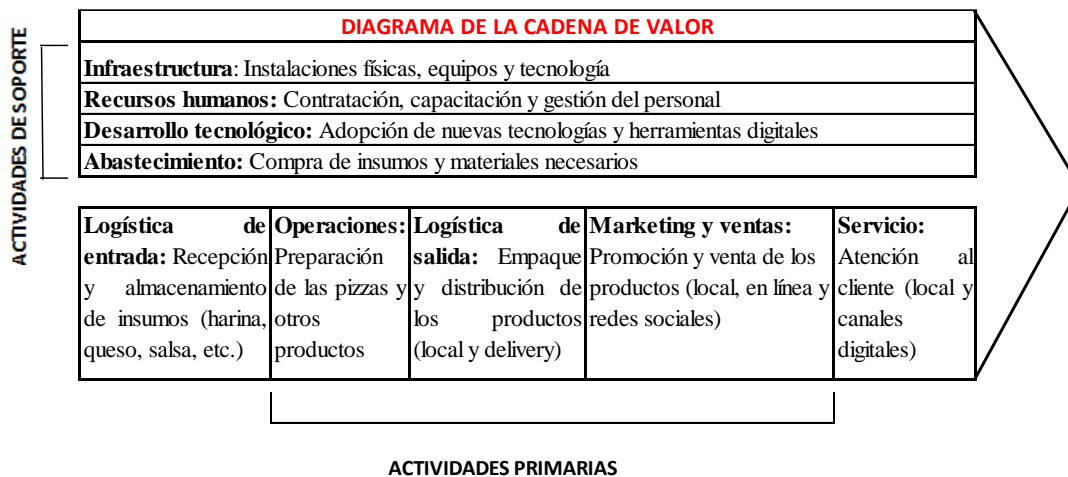 DIAGRAMA DE LA CADENA DE VALOR
ACTIVIDADES DE SOPORTE
Infraestructura: Instalaciones físicas, equipos y tecnología
Recursos humanos: Contratación, capacitación y gestión del personal
Desarrollo tecnológico: Adopción de nuevas tecnologías y herramientas digitales
Abastecimiento: Compra de insumos y materiales necesarios
Logística de
entrada: Recepción
y almacenamiento
de insumos (harina,
queso, salsa, etc.)
Operaciones:
Preparación
de las pizzas y
otros
productos
Logística de
salida: Empaque
y distribución de
los productos
(local y delivery)
Marketing y ventas:
Promoción y venta de los
productos (local, en línea y
redes sociales)
Servicio:
Atención al
cliente (local y
canales
digitales)
ACTIVIDADES PRIMARIAS